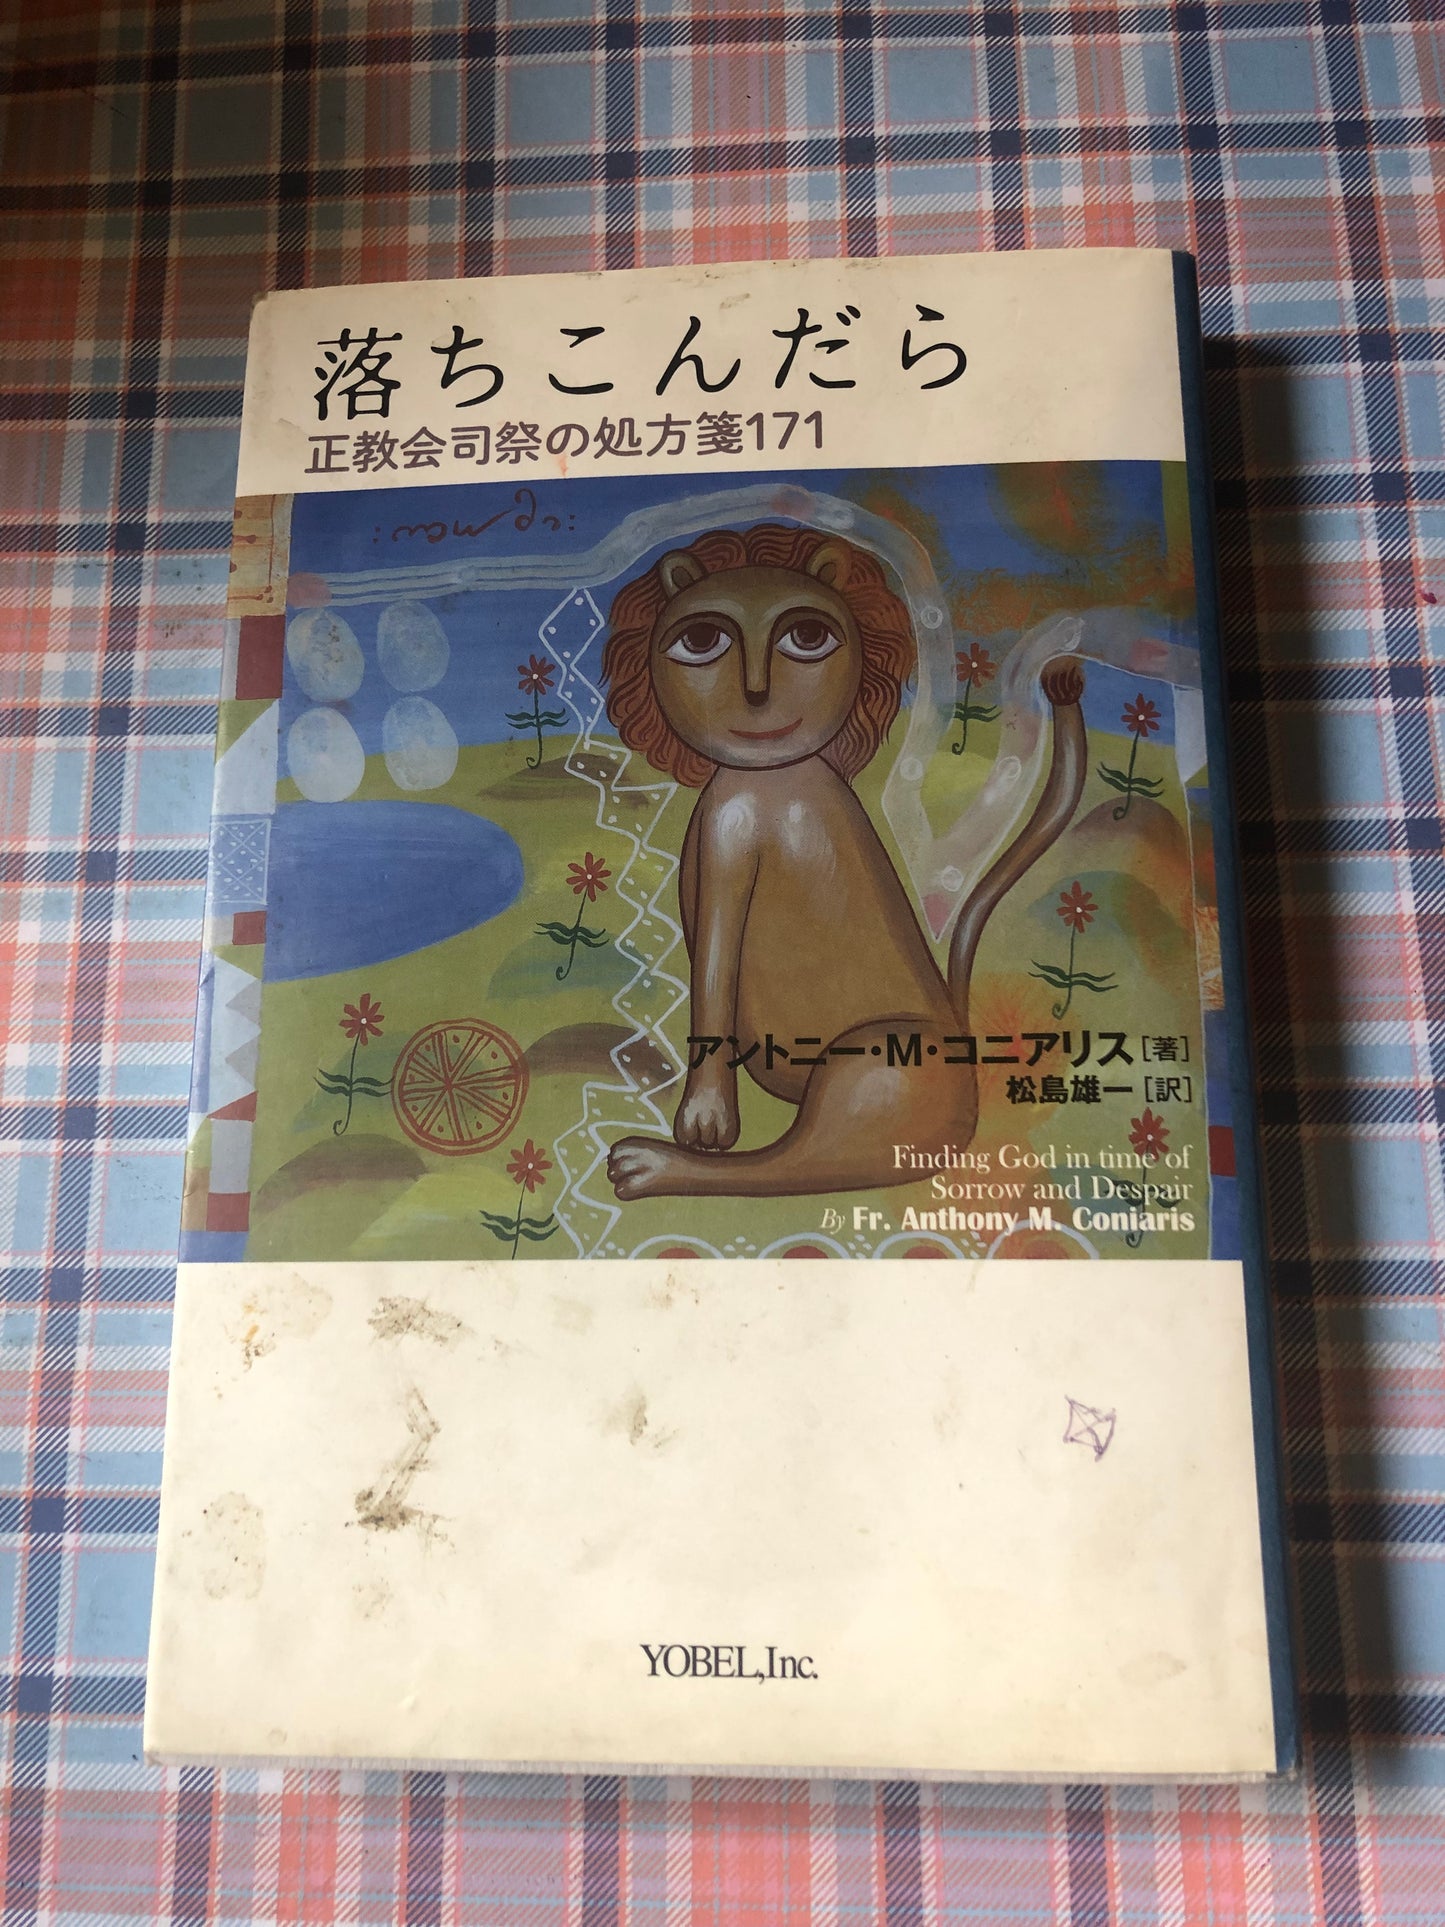 落ちこんだら
正教会司祭の処方箋171
アントニー・M・コニアリス［著］
松島雄一［訳］
Finding God in time of
Sorrow and Despair
By Fr. Anthony M. Coniaris
YOBEL,Inc.